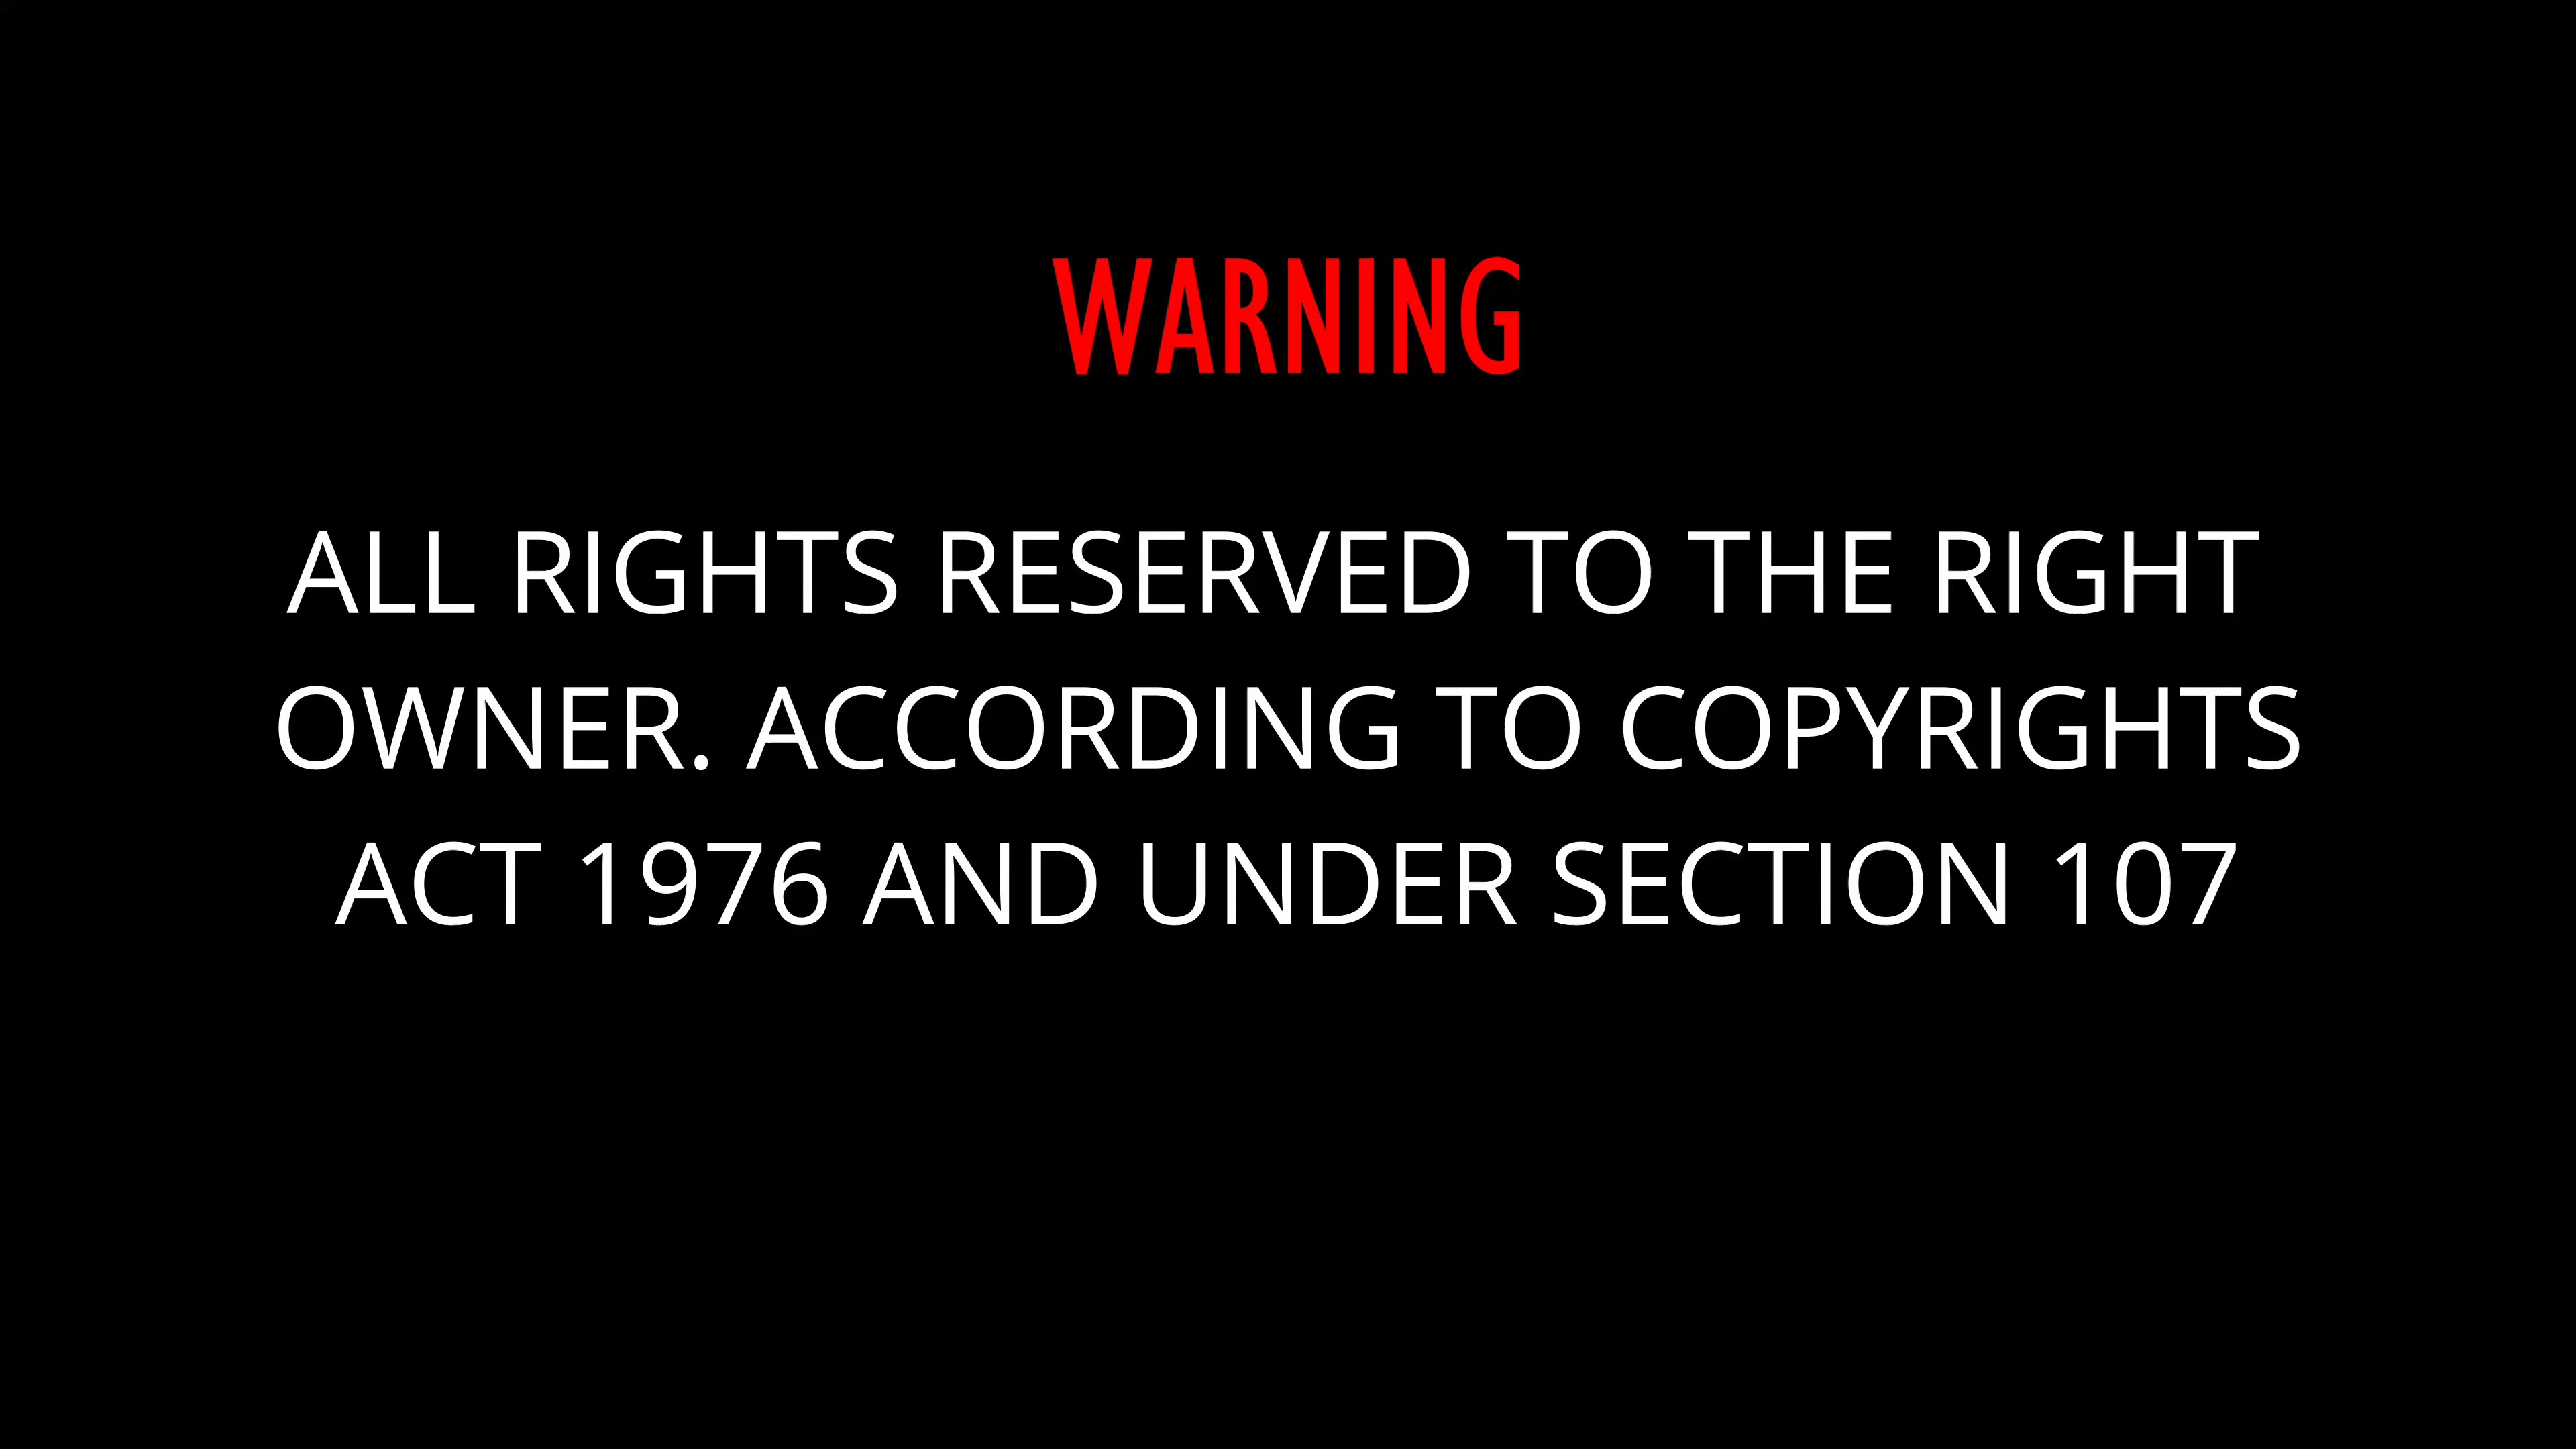 WARNING
ALL RIGHTS RESERVED TO THE RIGHT
OWNER. ACCORDING TO COPYRIGHTS
ACT 1976 AND UNDER SECTION 107